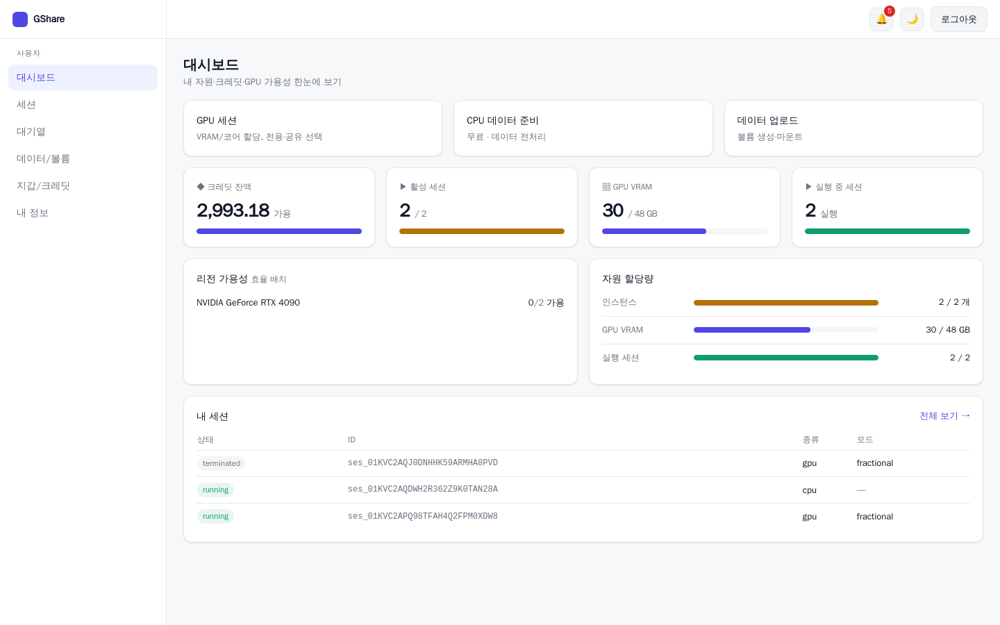 GShare
5
로그아웃
사용자
대시보드
세션
대기열
데이터/볼륨
지갑/크레딧
내 정보
대시보드
내 자원·크레딧·GPU 가용성 한눈에 보기
GPU 세션
VRAM/코어 할당, 전용·공유 선택
CPU 데이터 준비
무료 · 데이터 전처리
데이터 업로드
볼륨 생성·마운트
◆ 크레딧 잔액
2,993.18 가용
▶ 활성 세션
2 / 2
▦ GPU VRAM
30 / 48 GB
▶ 실행 중 세션
2 실행
리전 가용성 효율 배치
NVIDIA GeForce RTX 4090 0/2 가용
자원 할당량
인스턴스 2 / 2 개
GPU VRAM 30 / 48 GB
실행 세션 2 / 2
내 세션 전체 보기 →
상태 ID 종류 모드
terminated ses_01KVC2AQJ0DNHHK59ARMHA8PVD gpu fractional
running ses_01KVC2AQDWH2R362Z9K0TAN28A cpu —
running ses_01KVC2APQ98TFAH4Q2FPM0XDW8 gpu fractional